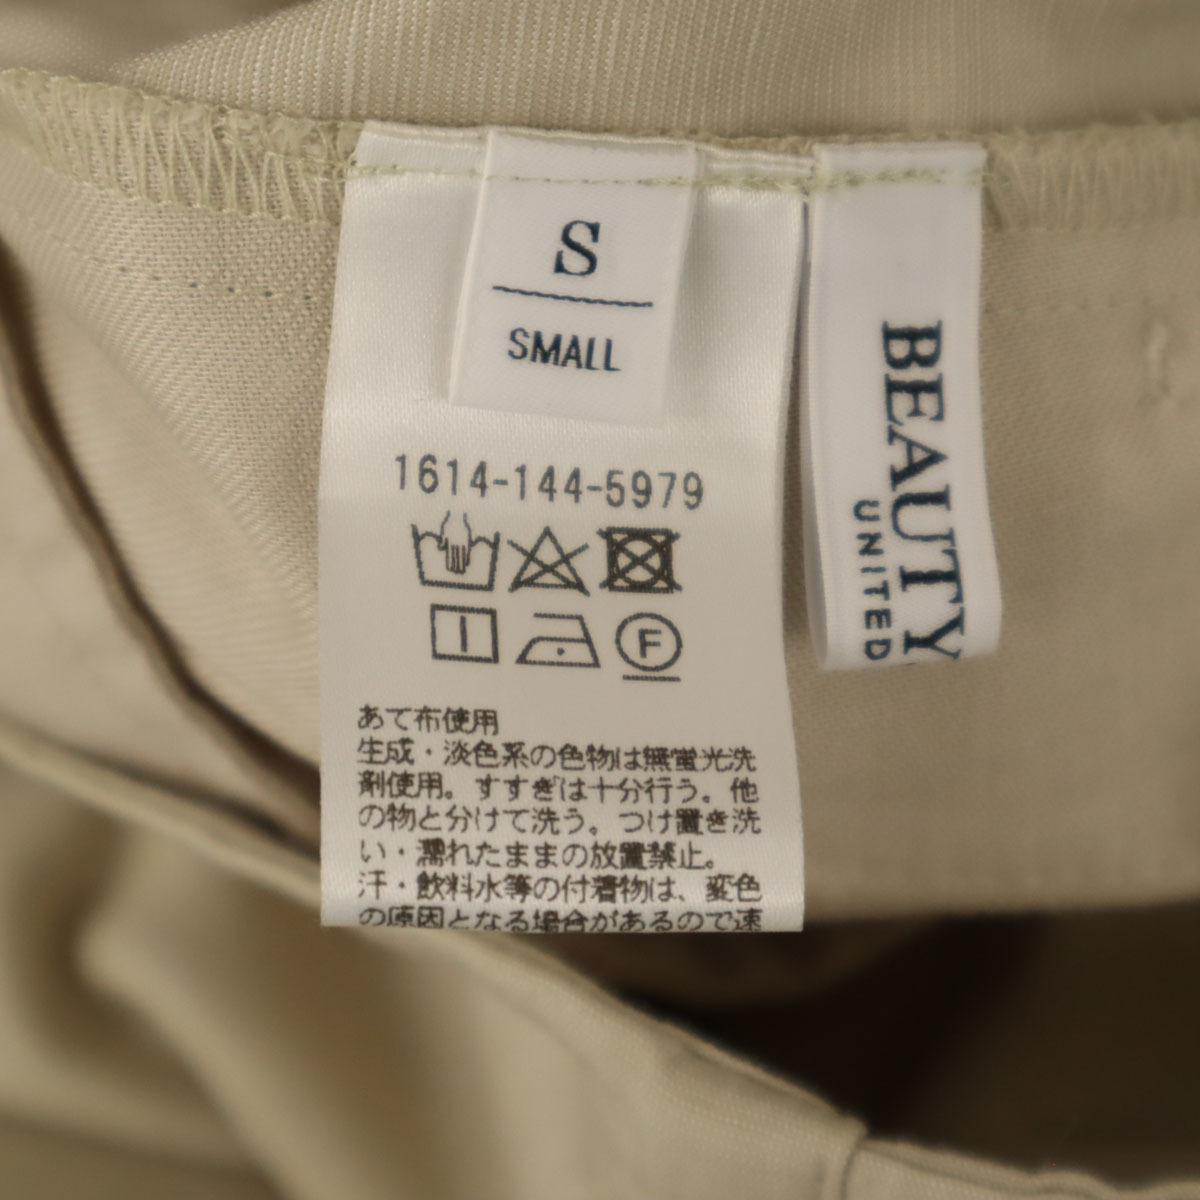 S
SMALL
1614-144-5979
F
あて布使用
生成・淡色系の色物は無蛍光洗
剤使用。すすぎは十分行う。他
の物と分けて洗う。つけ置き洗
い・濡れたままの放置禁止。
汗・飲料水等の付着物は、変色
の原因となる場合があるので速
BEAUTY
UNITED